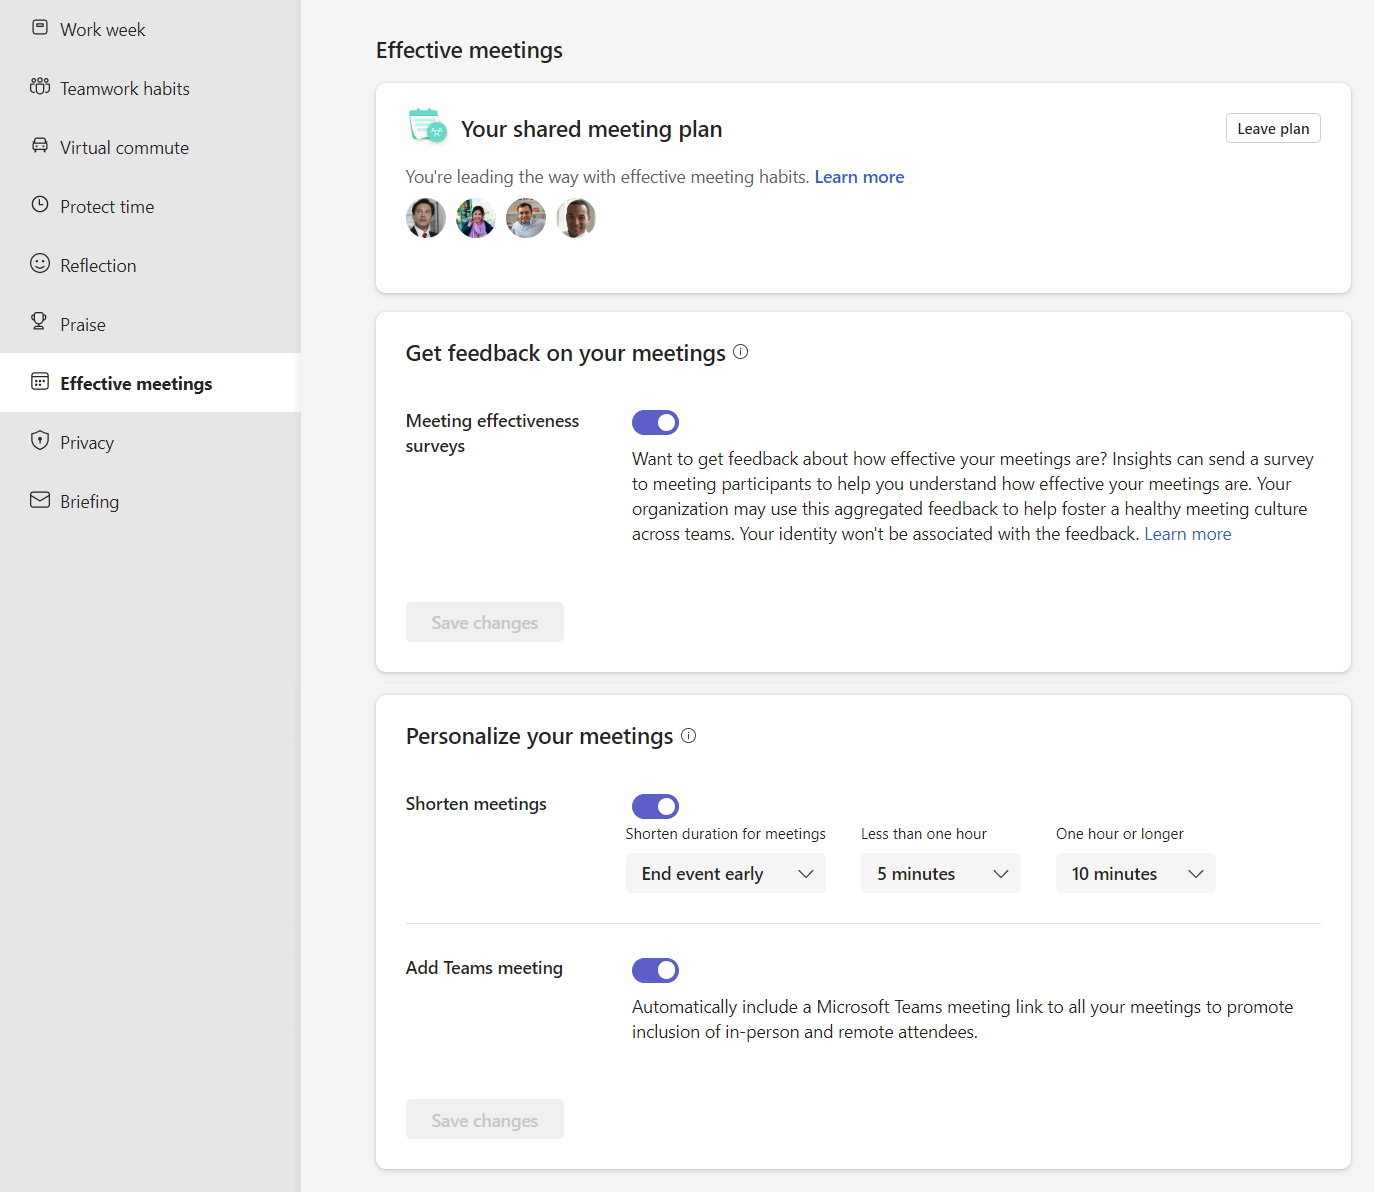 Work week
Teamwork habits
Virtual commute
Protect time
Reflection
Praise
Effective meetings
Privacy
Briefing
Effective meetings
Your shared meeting plan
Leave plan
You're leading the way with effective meeting habits. Learn more
Get feedback on your meetings
Meeting effectiveness
surveys
Want to get feedback about how effective your meetings are? Insights can send a survey
to meeting participants to help you understand how effective your meetings are. Your
organization may use this aggregated feedback to help foster a healthy meeting culture
across teams. Your identity won't be associated with the feedback. Learn more
Save changes
Personalize your meetings
Shorten meetings
Shorten duration for meetings
Less than one hour
One hour or longer
End event early
5 minutes
10 minutes
Add Teams meeting
Automatically include a Microsoft Teams meeting link to all your meetings to promote
inclusion of in-person and remote attendees.
Save changes